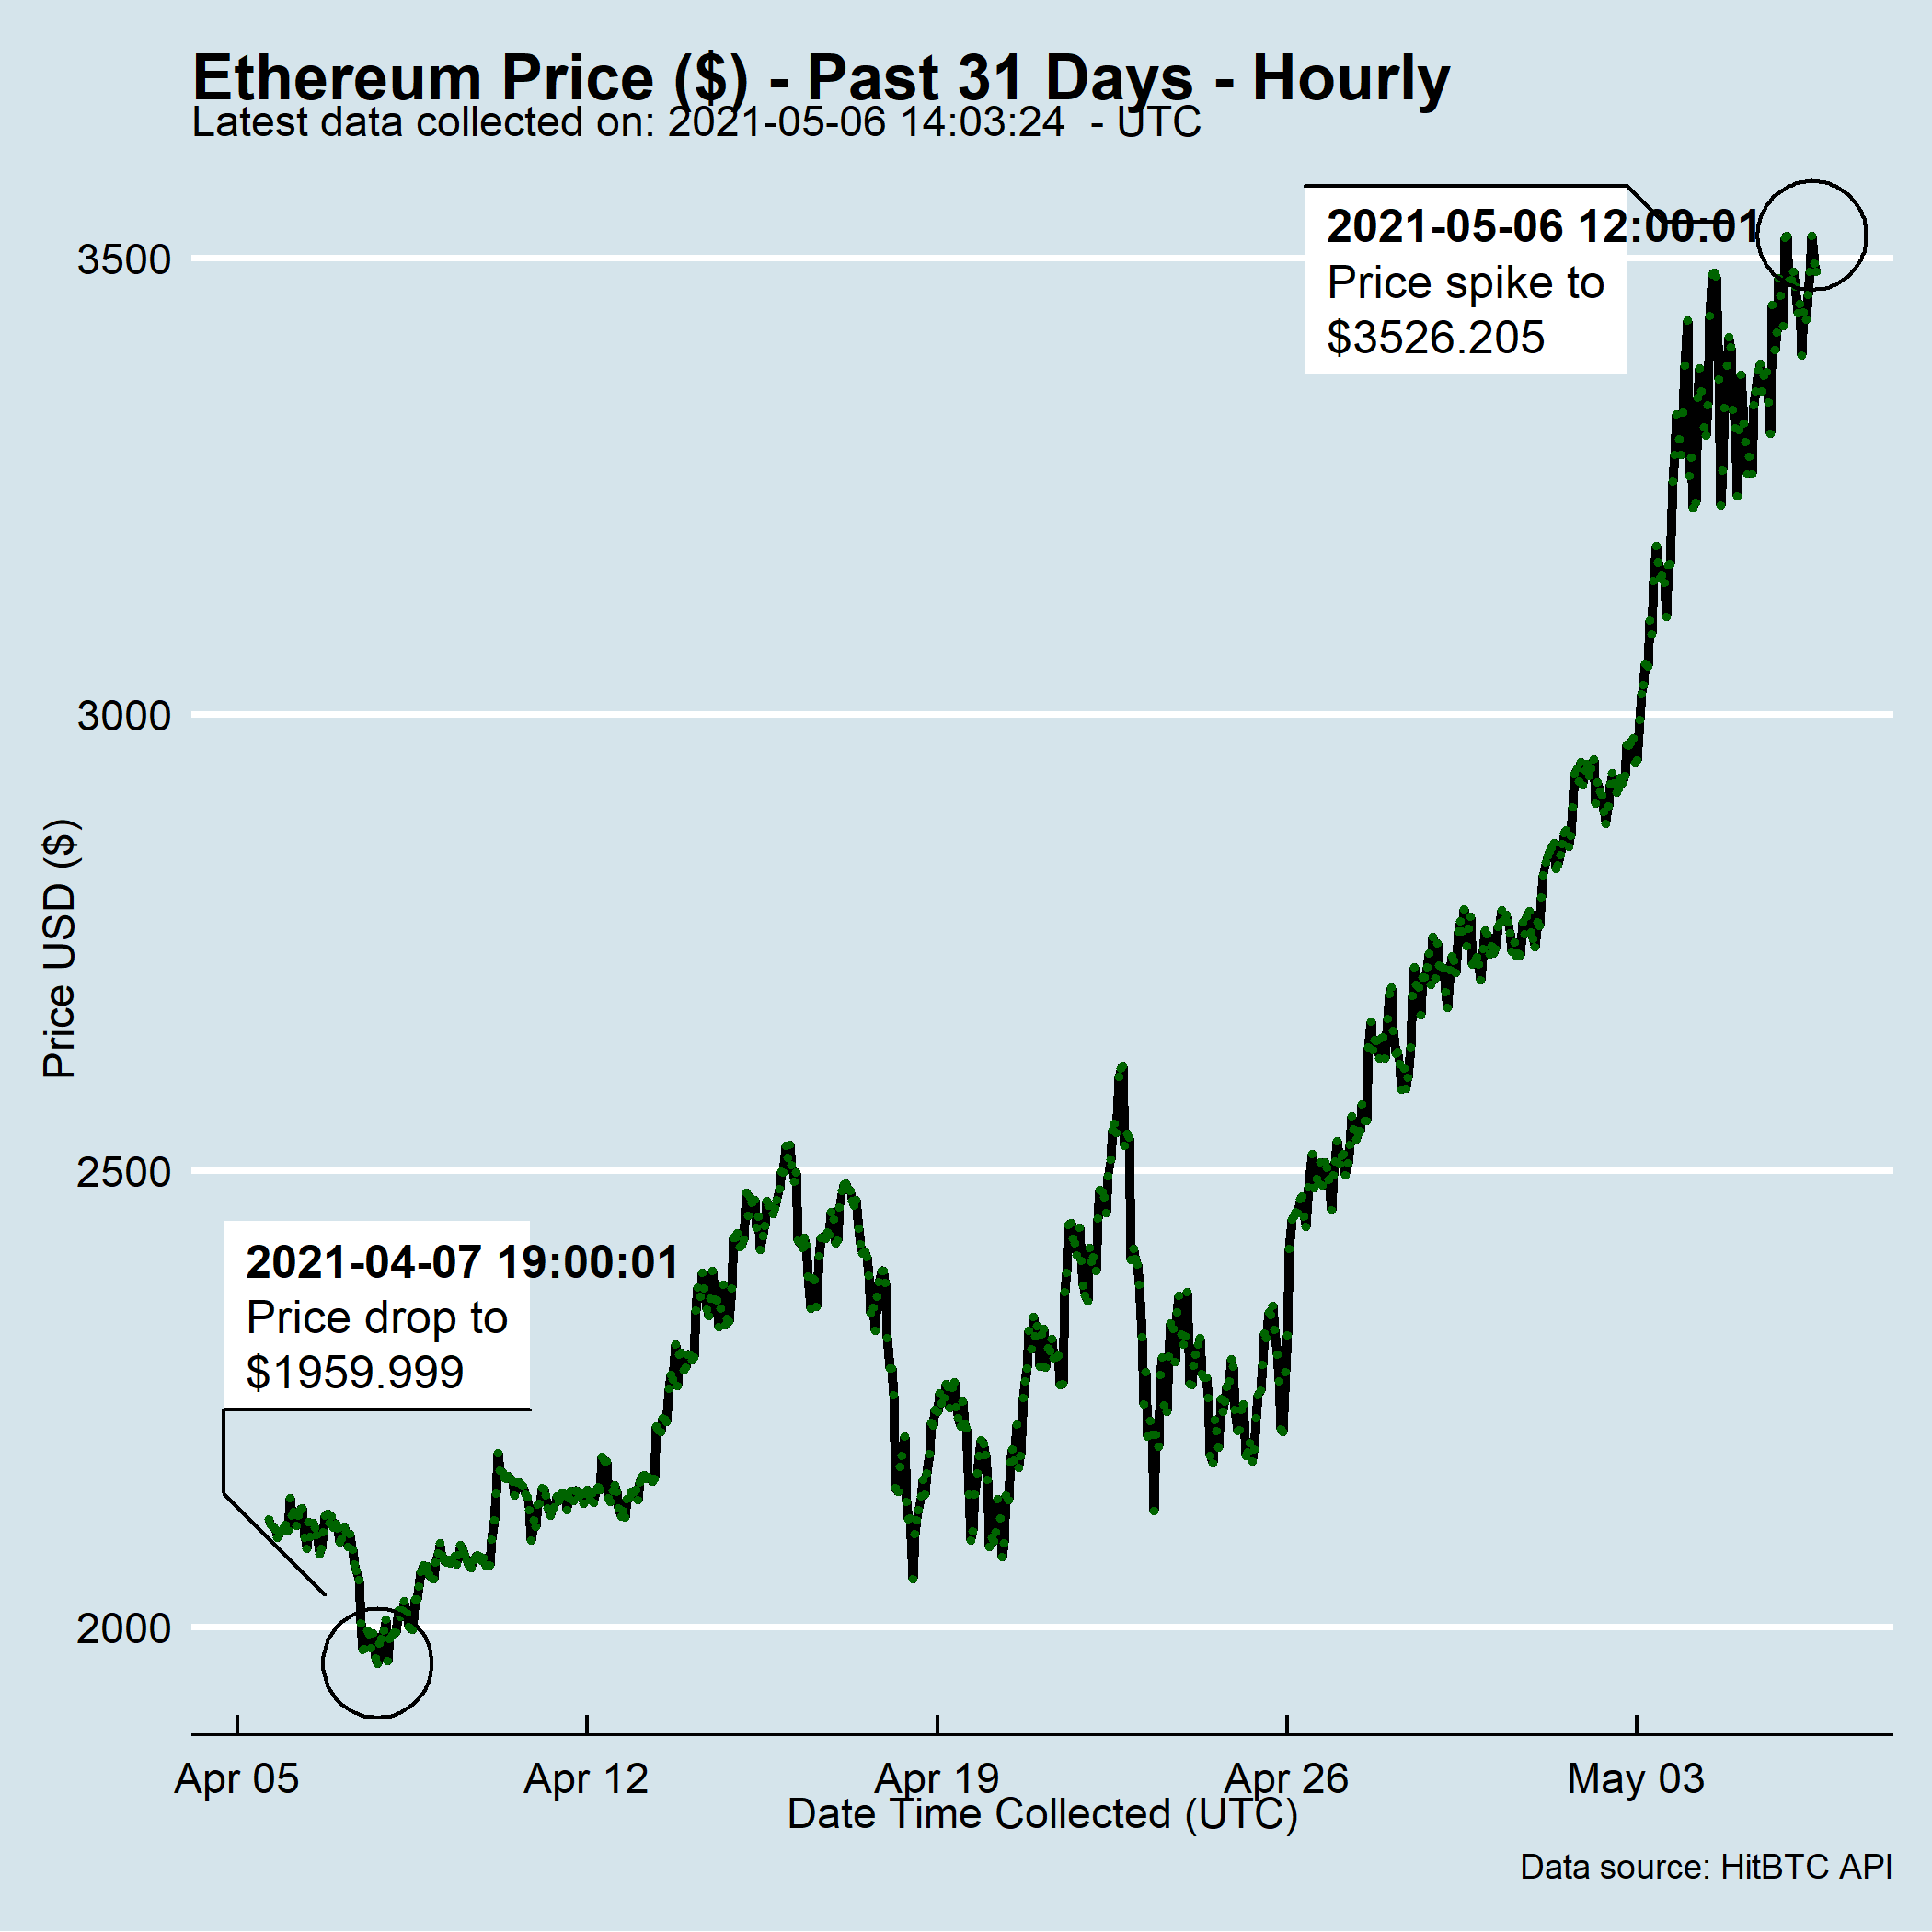 Ethereum Price ($) - Past 31 Days - Hourly
Latest data collected on: 2021-05-06 14:03:24  - UTC
2021-05-06 12:00:01
Price spike to
$3526.205
3500
3000
2500
2000
Price USD ($)
2021-04-07 19:00:01
Price drop to
$1959.999
Apr 05
Apr 12
Apr 19
Apr 26
May 03
Date Time Collected (UTC)
Data source: HitBTC API